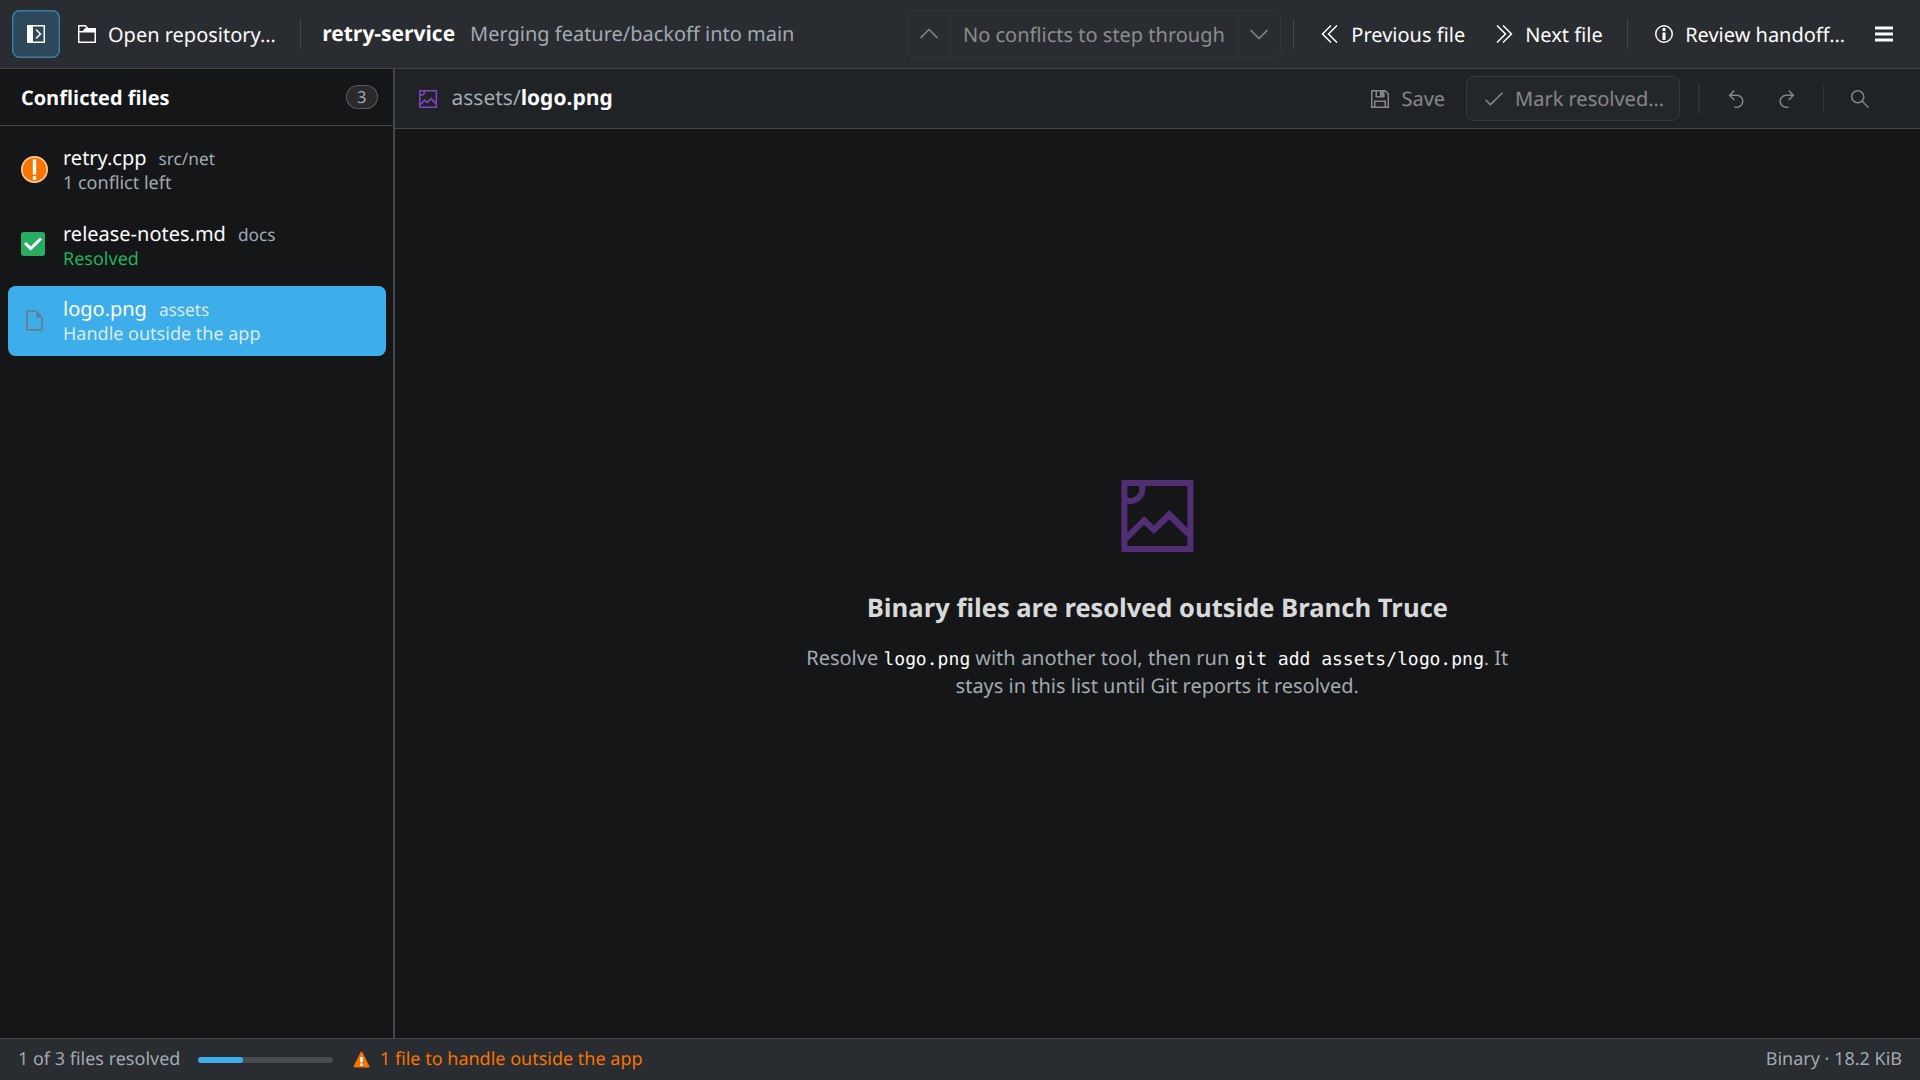 Open repository...
retry-service Merging feature/backoff into main
No conflicts to step through
Previous file
Next file
Review handoff...
Conflicted files 3
assets/logo.png
Save
Mark resolved...
retry.cpp src/net
1 conflict left
release-notes.md docs
Resolved
logo.png assets
Handle outside the app
Binary files are resolved outside Branch Truce
Resolve logo.png with another tool, then run git add assets/logo.png. It
stays in this list until Git reports it resolved.
1 of 3 files resolved
1 file to handle outside the app
Binary · 18.2 KiB